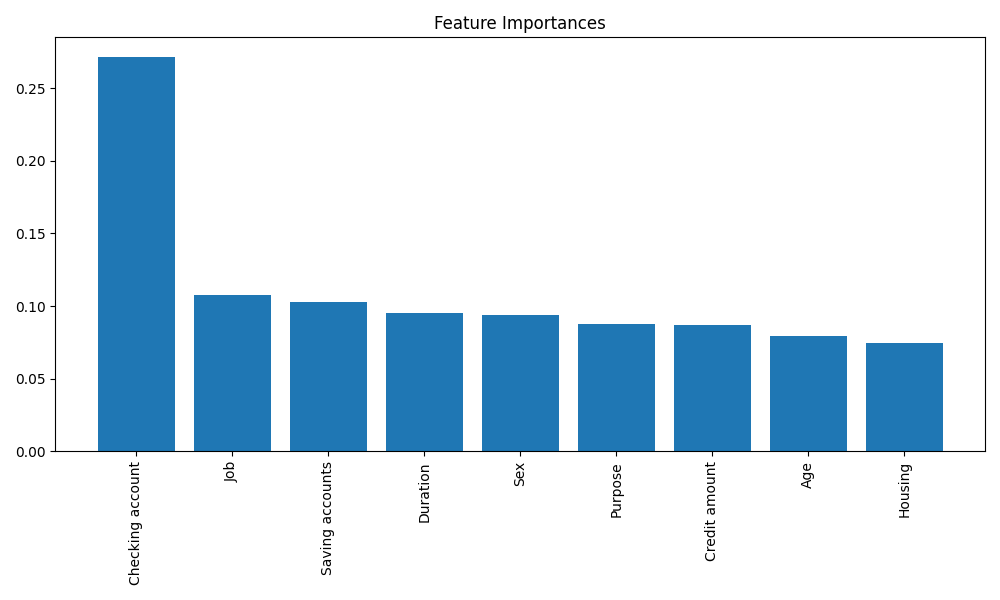 Feature Importances
0.25
0.20
0.15
0.10
0.05
0.00
Checking account
Job
Saving accounts
Duration
Sex
Purpose
Credit amount
Age
Housing